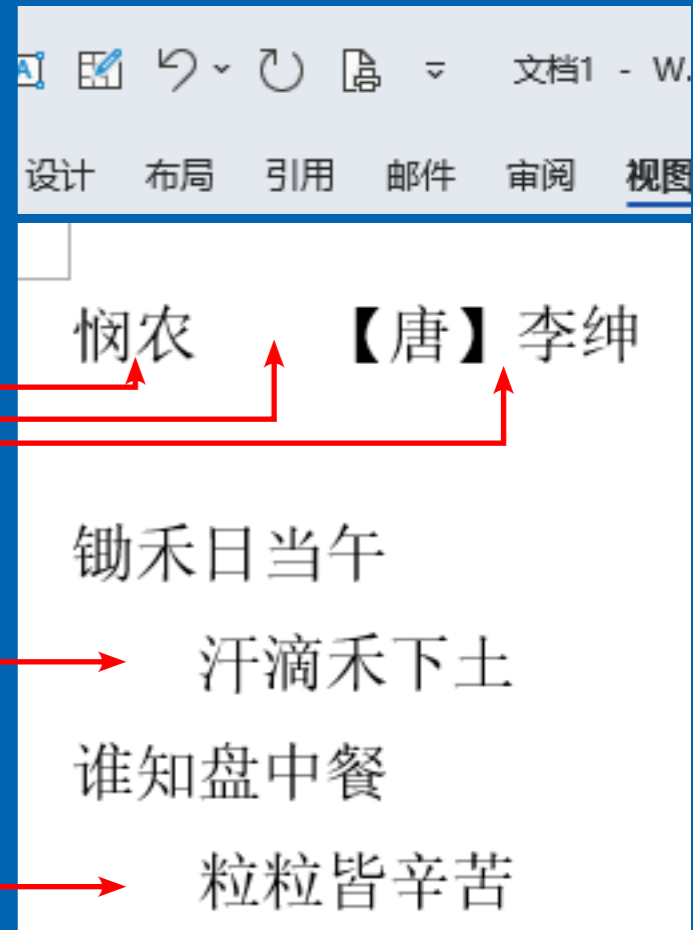 文档1 - W.
设计 布局 引用 邮件 审阅 视图
悯农 【唐】李绅
锄禾日当午
汗滴禾下土
谁知盘中餐
粒粒皆辛苦